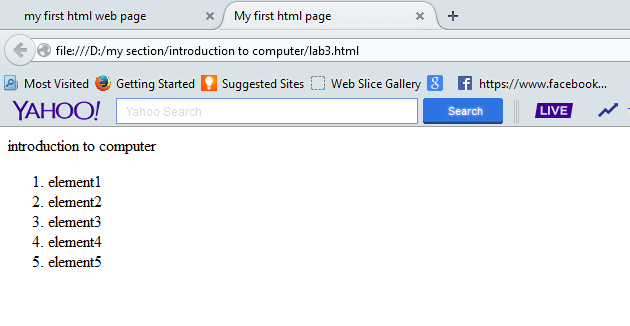 my first html web page
My first html page
file:///D:/my section/introduction to computer/lab3.html
Most Visited Getting Started Suggested Sites Web Slice Gallery https://www.facebook...
YAHOO! Yahoo Search Search LIVE
introduction to computer
1. element1
2. element2
3. element3
4. element4
5. element5